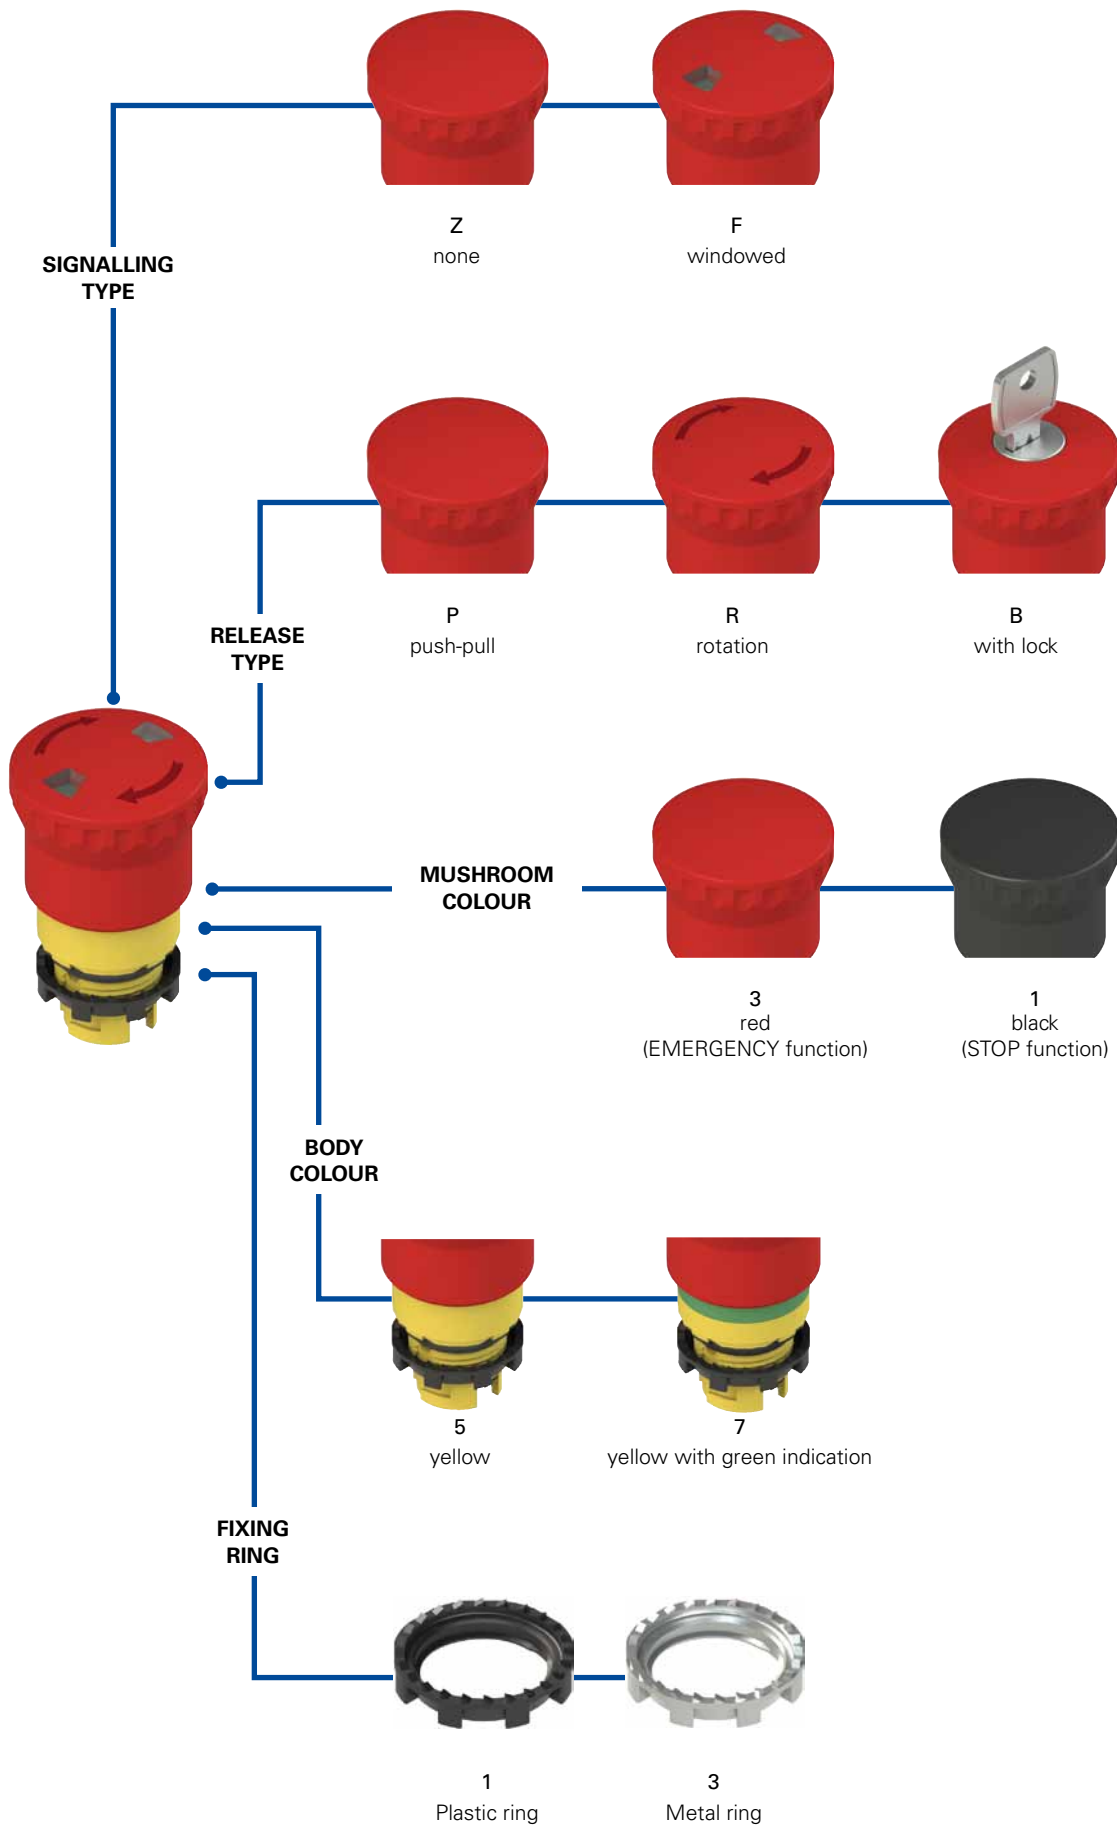 Z
F
none
windowed
SIGNALLING
TYPE
P
R
B
push-pull
rotation
with lock
RELEASE
TYPE
MUSHROOM
COLOUR
3
1
red
black
(EMERGENCY function)
(STOP function)
BODY
COLOUR
5
7
yellow
yellow with green indication
FIXING
RING
1
3
Plastic ring
Metal ring